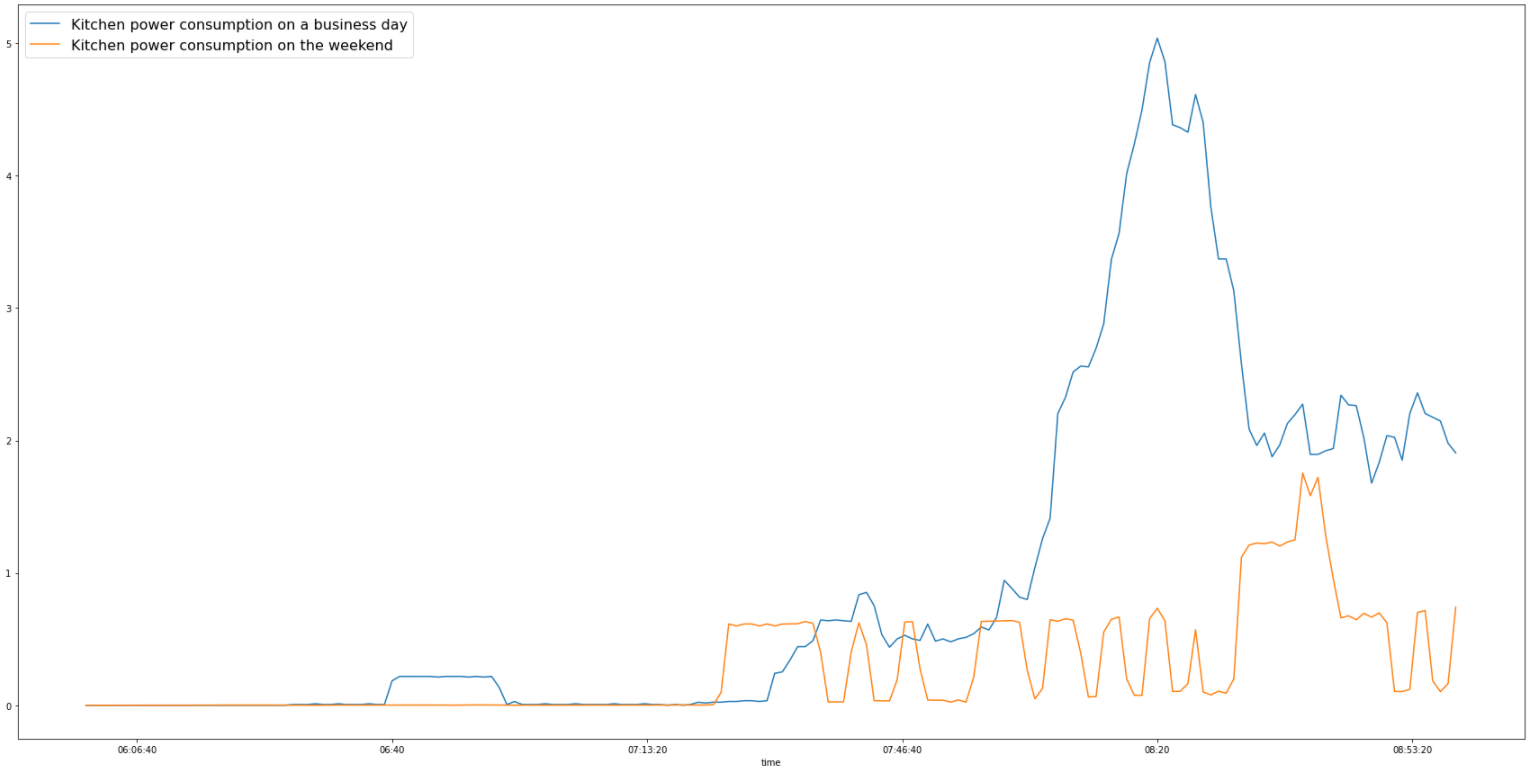 Kitchen power consumption on a business day
Kitchen power consumption on the weekend
5
4
3
2
1
0
06:06:40 06:40 07:13:20 07:46:40 08:20 08:53:20
time